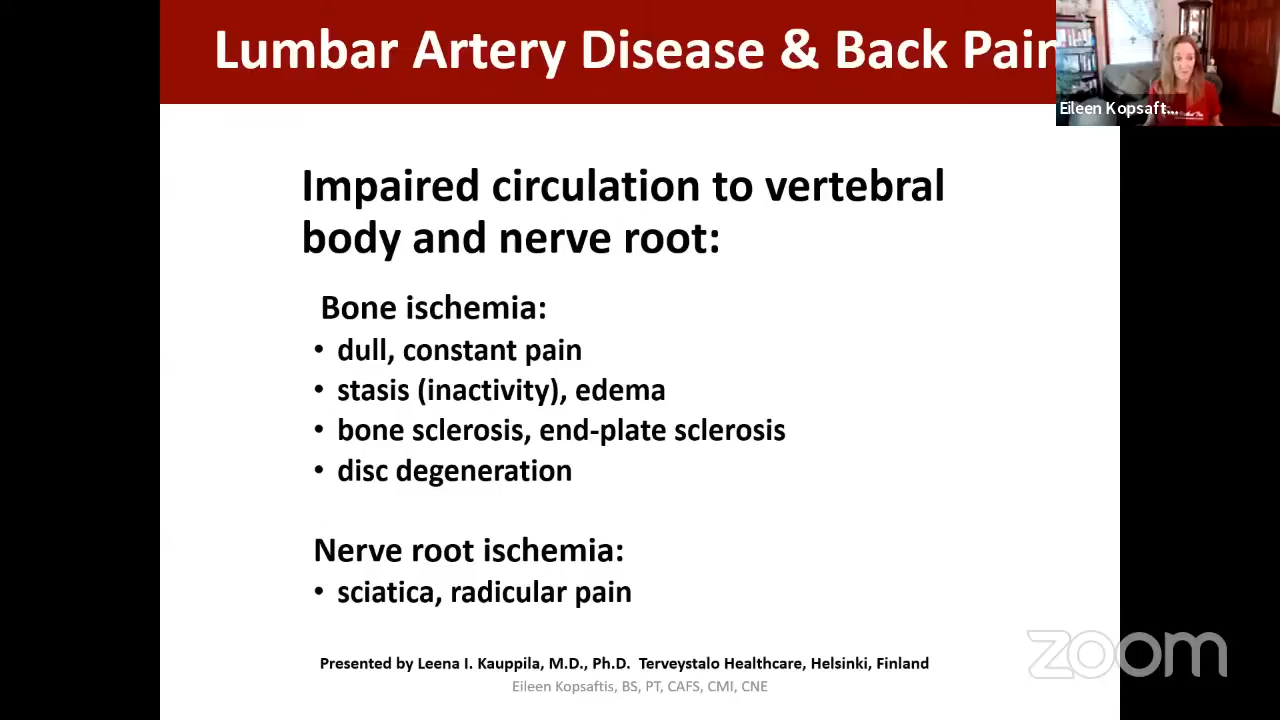 Lumbar Artery Disease & Back Pain
Eileen Kopsaft...
Impaired circulation to vertebral
body and nerve root:
Bone ischemia:
• dull, constant pain
• stasis (inactivity), edema
• bone sclerosis, end-plate sclerosis
• disc degeneration
Nerve root ischemia:
• sciatica, radicular pain
Presented by Leena I. Kauppila, M.D., Ph.D. Terveystalo Healthcare, Helsinki, Finland
Eileen Kopsaftis, BS, PT, CAFS, CMI, CNE
zoom